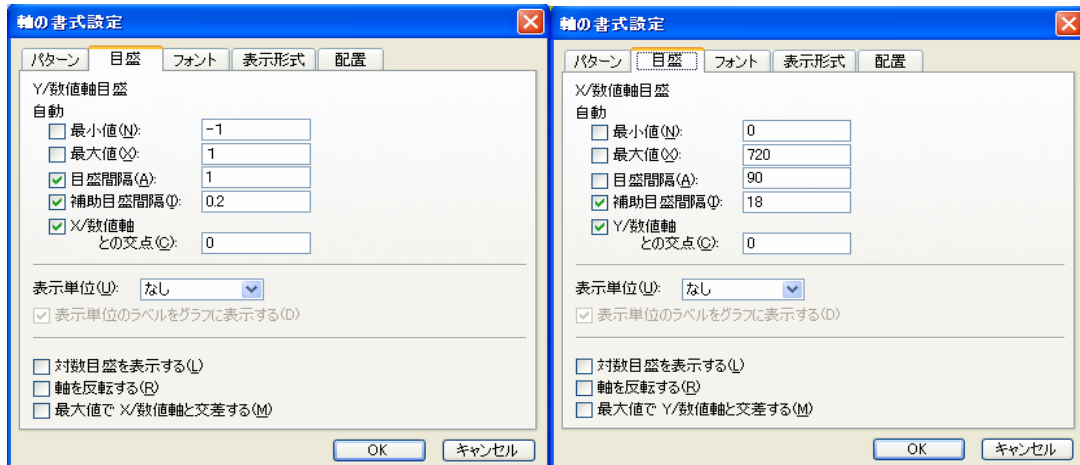 軸の書式設定
パターン 目盛 フォント 表示形式 配置
Y/数値軸目盛
自動
最小値(N): -1
最大値(X): 1
目盛間隔(A): 1
補助目盛間隔(I): 0.2
X/数値軸
との交点(C): 0
表示単位(U): なし
表示単位のラベルをグラフに表示する(D)
対数目盛を表示する(L)
軸を反転する(R)
最大値で X/数値軸と交差する(M)
OK キャンセル
軸の書式設定
パターン 目盛 フォント 表示形式 配置
X/数値軸目盛
自動
最小値(N): 0
最大値(X): 720
目盛間隔(A): 90
補助目盛間隔(I): 18
Y/数値軸
との交点(C): 0
表示単位(U): なし
表示単位のラベルをグラフに表示する(D)
対数目盛を表示する(L)
軸を反転する(R)
最大値で Y/数値軸と交差する(M)
OK キャンセル